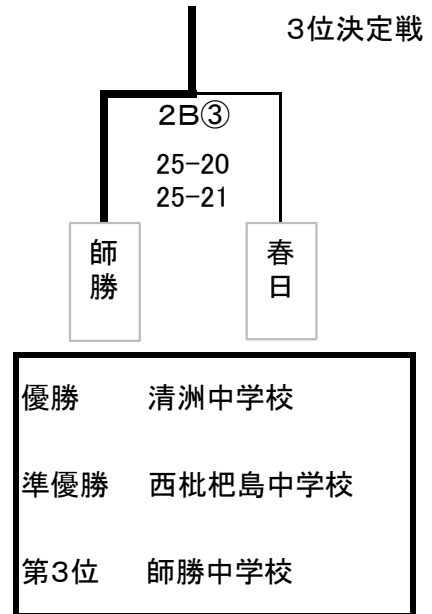 3位決定戦
2B③
25-20
25-21
師勝
春日
優勝 清洲中学校
準優勝 西枇杷島中学校
第3位 師勝中学校